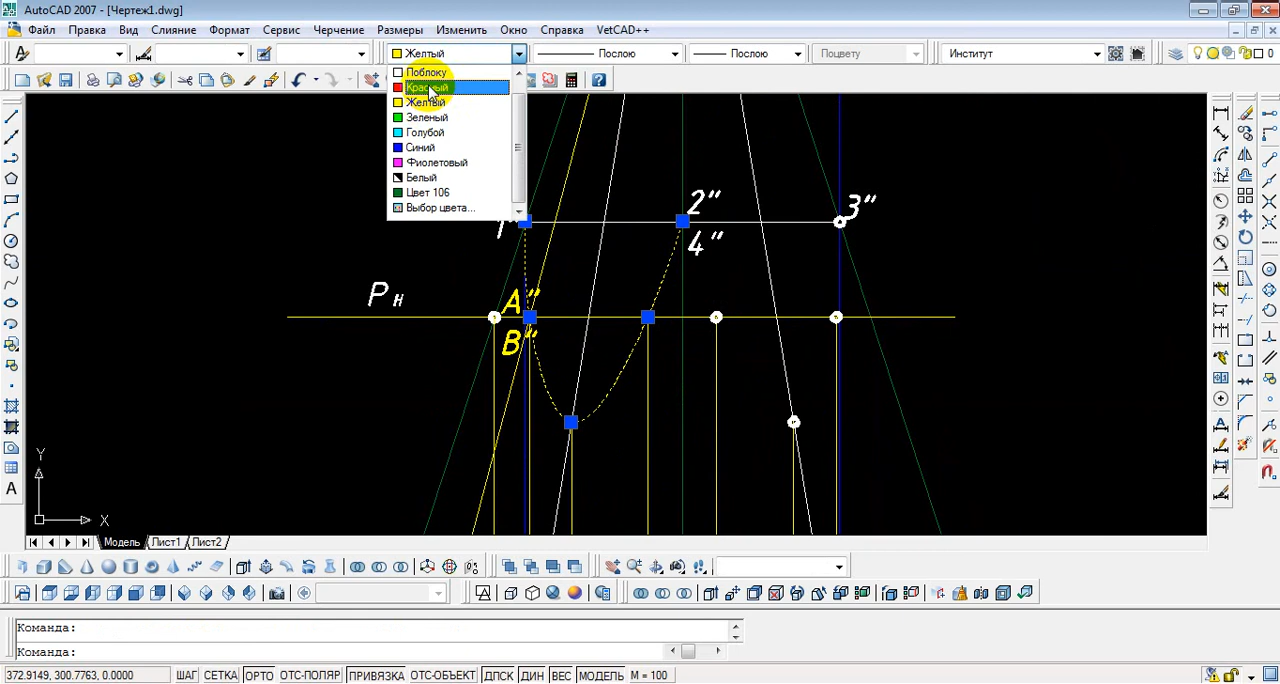 AutoCAD 2007 - [Чертеж1.dwg]
Файл Правка Вид Слияние Формат Сервис Черчение Размеры Изменить Окно Справка VetCAD++
Желтый Послою Послою Поцвету Институт 0
Поблоку
Красный
Желтый
Зеленый
Голубой
Синий
Фиолетовый
Белый
Цвет 106
Выбор цвета...
1" 2" 3"
4"
Рн А"
В"
Y
X
Модель Лист1 Лист2
Команда:
Команда:
372.9149, 300.7763, 0.0000 ШАГ СЕТКА ОРТО ОТС-ПОЛЯР ПРИВЯЗКА ОТС-ОБЪЕКТ ДПСК ДИН ВЕС МОДЕЛЬ М = 100